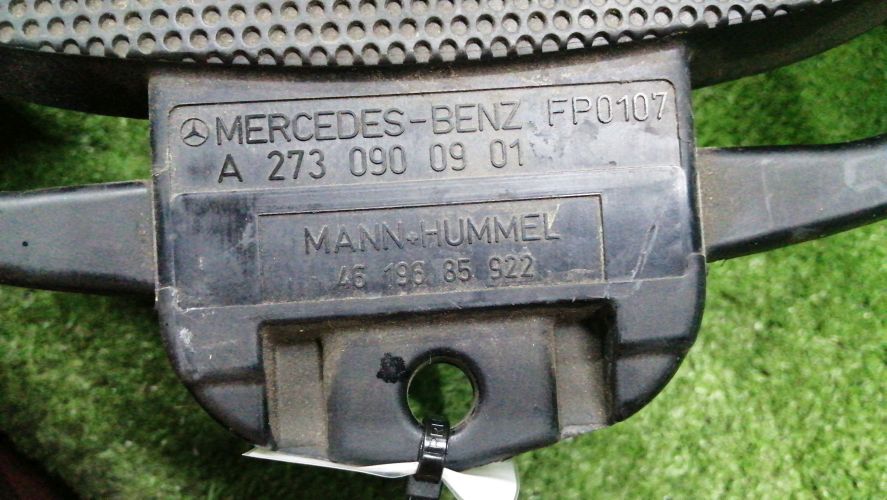 MERCEDES-BENZ FP0107
A 273 090 09 01
MANN+HUMMEL
46 196 85 922